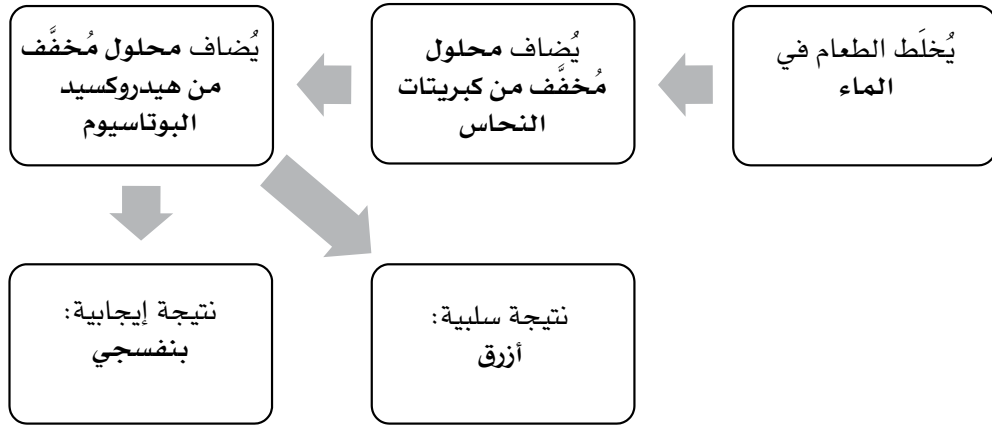 يُخلَط الطعام في
الماء
يُضاف محلول
مُخفَّف من كبريتات
النحاس
يُضاف محلول مُخفَّف
من هيدروكسيد
البوتاسيوم
نتيجة سلبية:
أزرق
نتيجة إيجابية:
بنفسجي